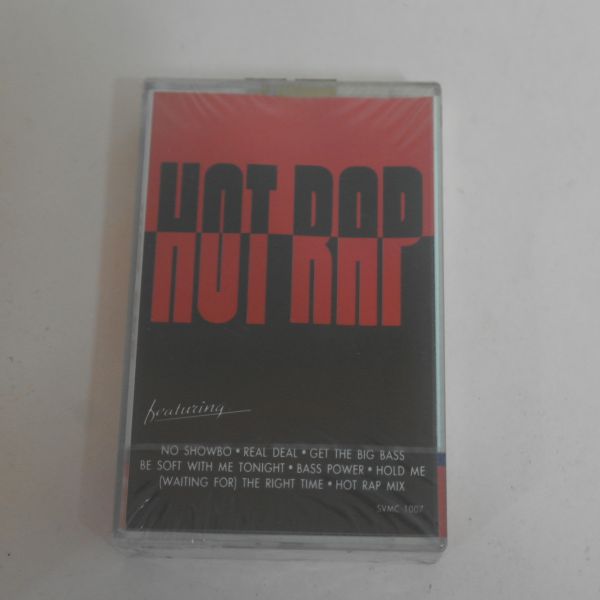 HOT RAP
featuring
NO SHOWBO • REAL DEAL • GET THE BIG BASS
BE SOFT WITH ME TONIGHT • BASS POWER • HOLD ME
(WAITING FOR) THE RIGHT TIME • HOT RAP MIX
SVMC 1007